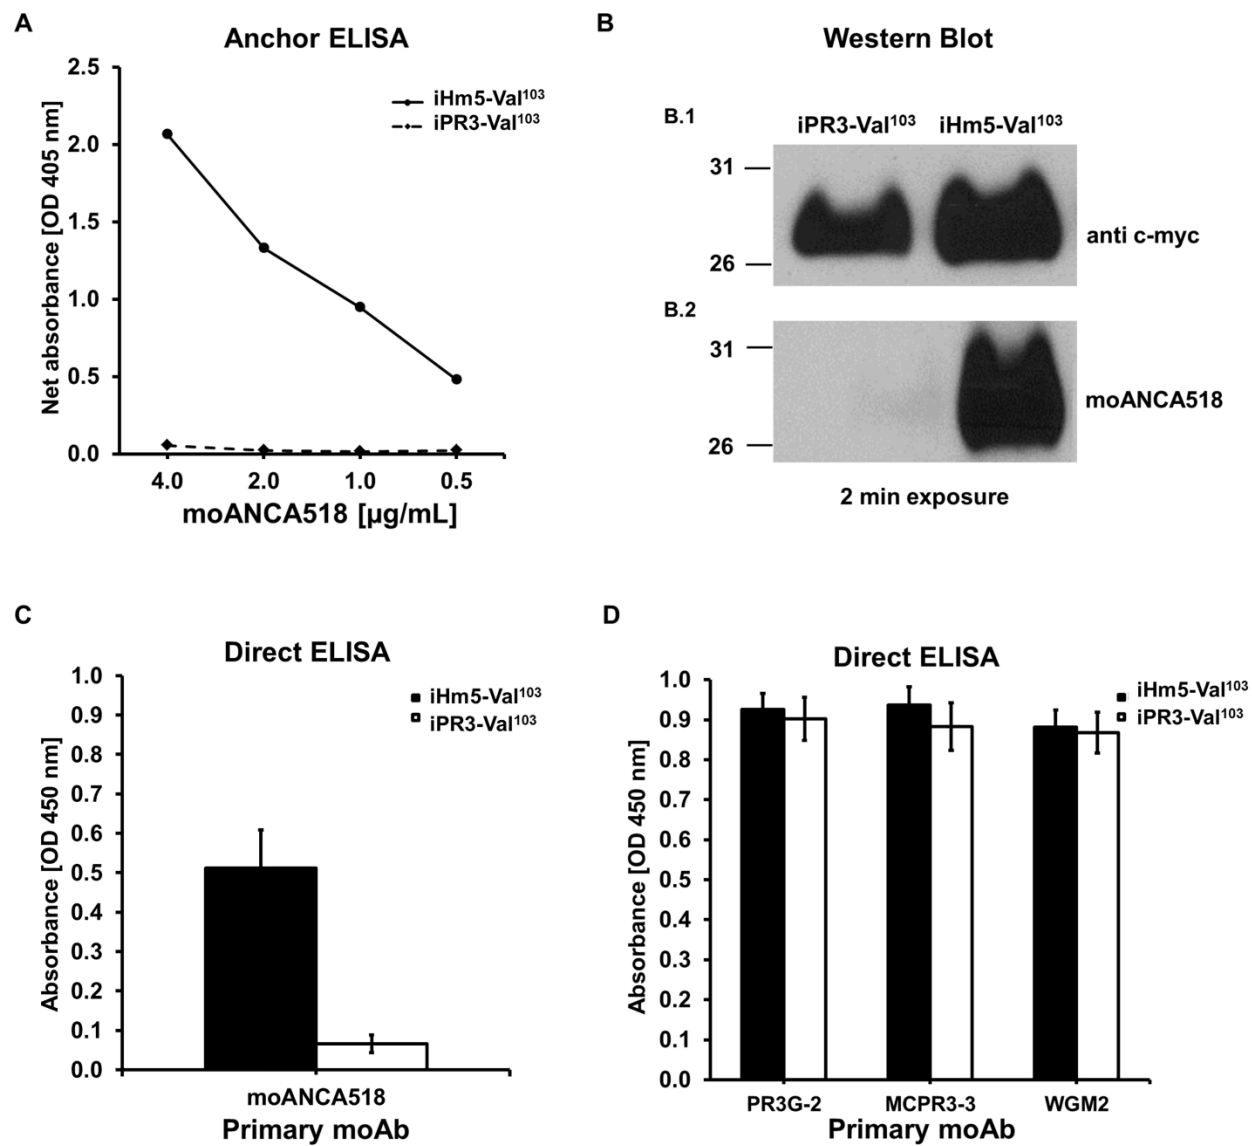 A
Anchor ELISA
Net absorbance [OD 405 nm]
2.5
2.0
1.5
1.0
0.5
0.0
iHm5-Val¹⁰³
iPR3-Val¹⁰³
4.0 2.0 1.0 0.5
moANCA518 [µg/mL]
B
Western Blot
B.1
iPR3-Val¹⁰³ iHm5-Val¹⁰³
31
26
anti c-myc
B.2
31
26
moANCA518
2 min exposure
C
Direct ELISA
Absorbance [OD 450 nm]
1.0
0.9
0.8
0.7
0.6
0.5
0.4
0.3
0.2
0.1
0.0
iHm5-Val¹⁰³
iPR3-Val¹⁰³
moANCA518
Primary moAb
D
Direct ELISA
Absorbance [OD 450 nm]
1.0
0.9
0.8
0.7
0.6
0.5
0.4
0.3
0.2
0.1
0.0
iHm5-Val¹⁰³
iPR3-Val¹⁰³
PR3G-2 MCPR3-3 WGM2
Primary moAb